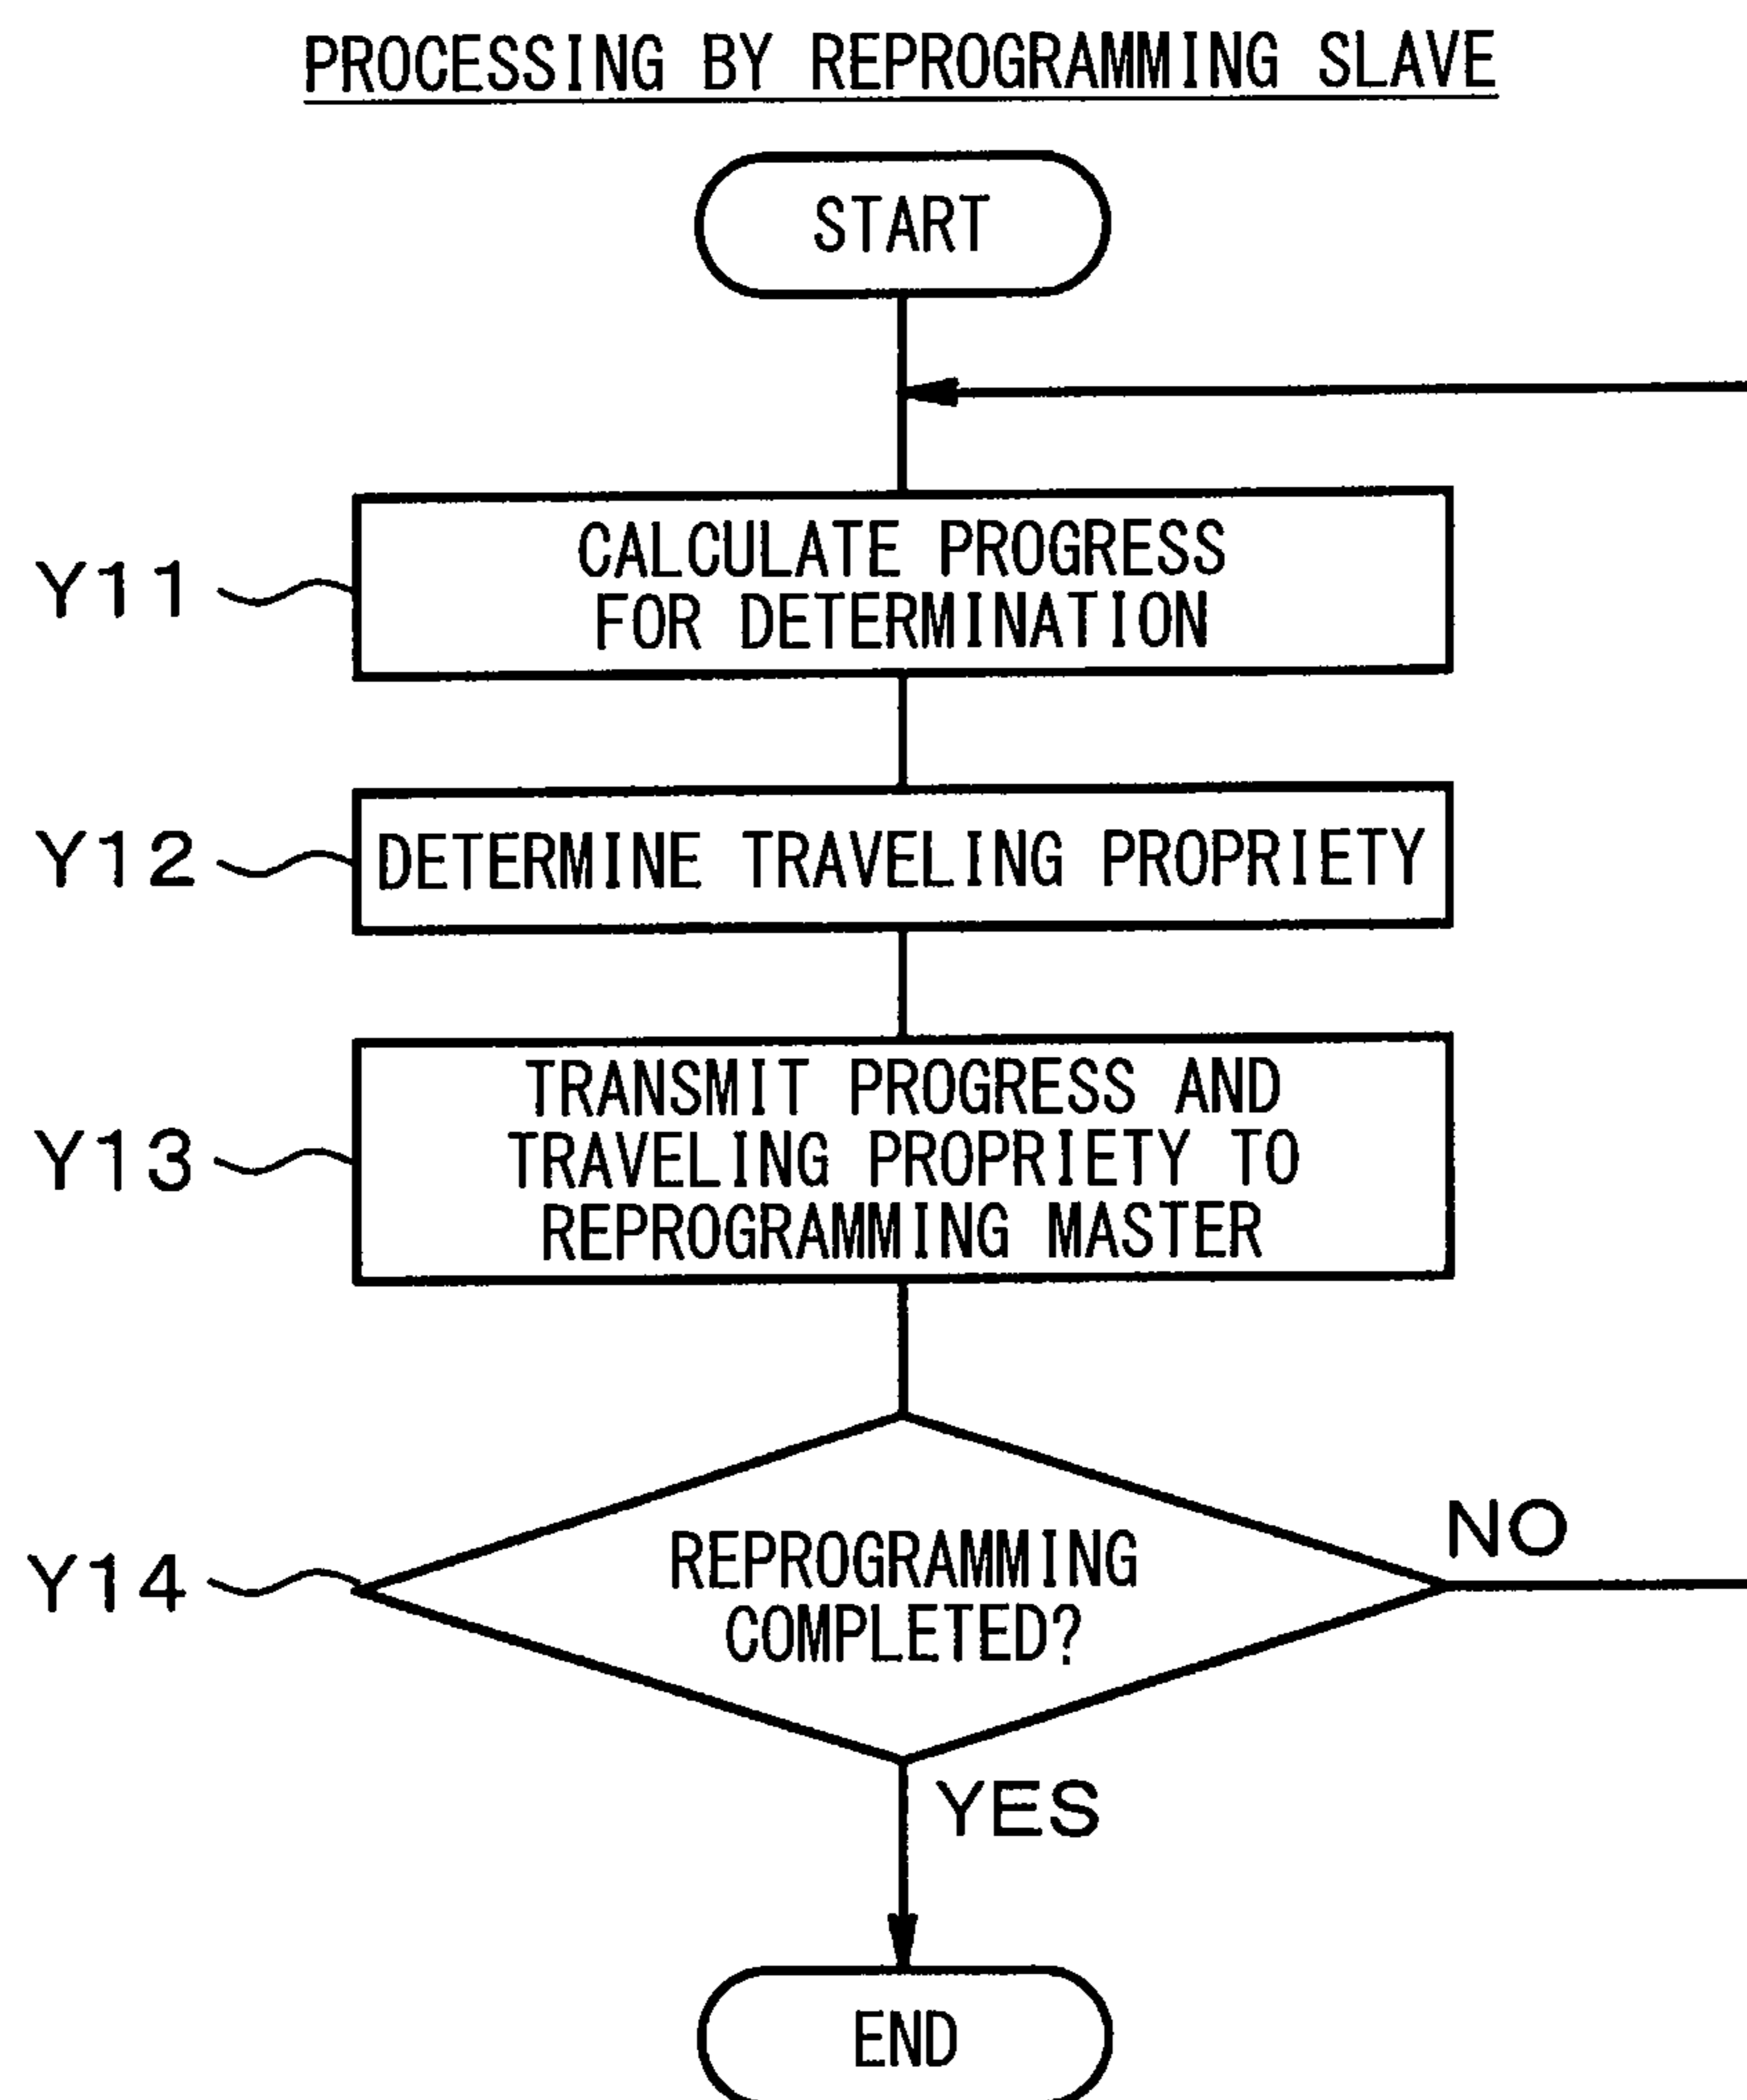 PROCESSING BY REPROGRAMMING SLAVE
START
Y11
CALCULATE PROGRESS
FOR DETERMINATION
Y12
DETERMINE TRAVELING PROPRIETY
Y13
TRANSMIT PROGRESS AND
TRAVELING PROPRIETY TO
REPROGRAMMING MASTER
Y14
REPROGRAMMING
COMPLETED?
NO
YES
END